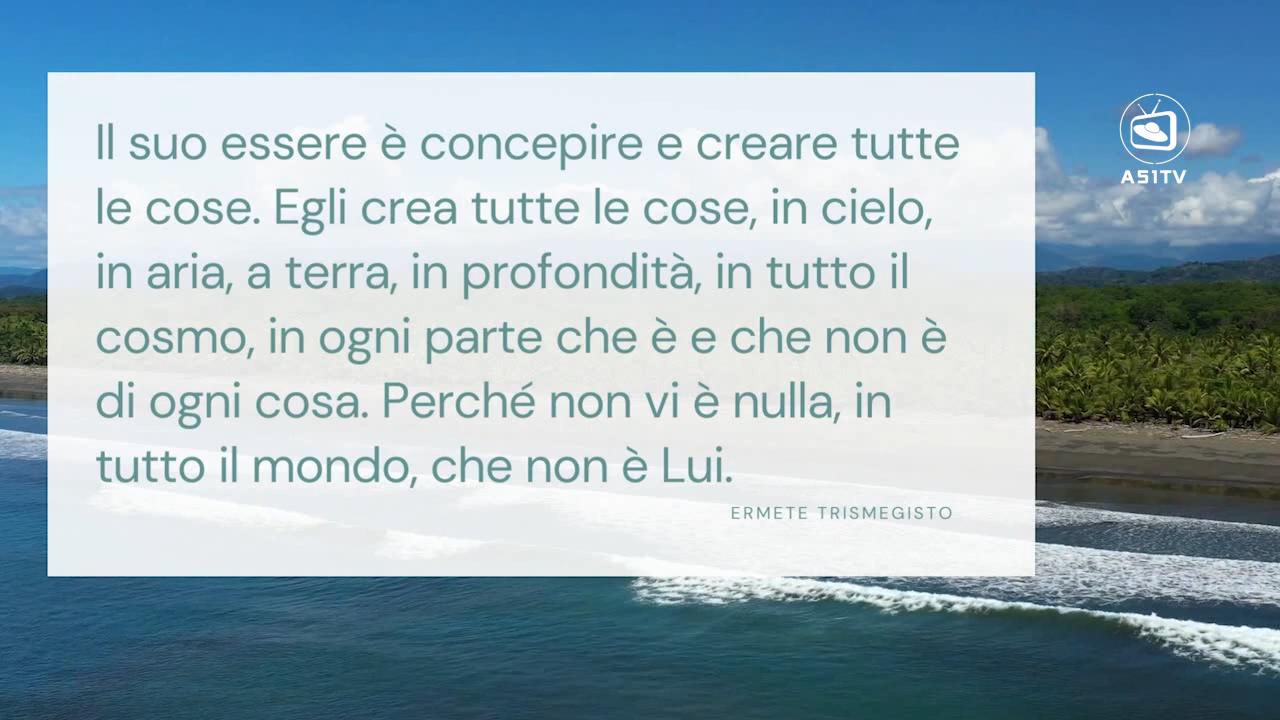 Il suo essere è concepire e creare tutte
le cose. Egli crea tutte le cose, in cielo,
in aria, a terra, in profondità, in tutto il
cosmo, in ogni parte che è e che non è
di ogni cosa. Perché non vi è nulla, in
tutto il mondo, che non è Lui.
ERMETE TRISMEGISTO
A51TV